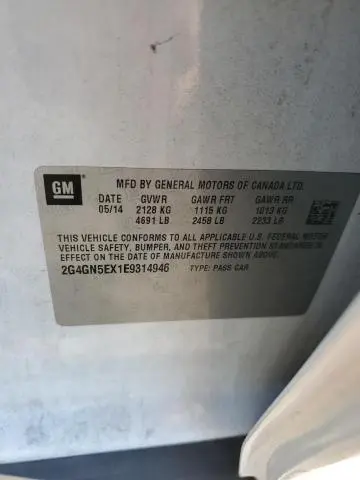 GM
MFD BY GENERAL MOTORS OF CANADA LTD.
DATE GVWR GAWR FRT GAWR RR
05/14 2128 KG 1115 KG 1013 KG
4691 LB 2458 LB 2233 LB
THIS VEHICLE CONFORMS TO ALL APPLICABLE U.S. FEDERAL MOTOR
VEHICLE SAFETY, BUMPER, AND THEFT PREVENTION STANDARDS IN
EFFECT ON THE DATE OF MANUFACTURE SHOWN ABOVE.
2G4GN5EX1E9314946 TYPE: PASS CAR